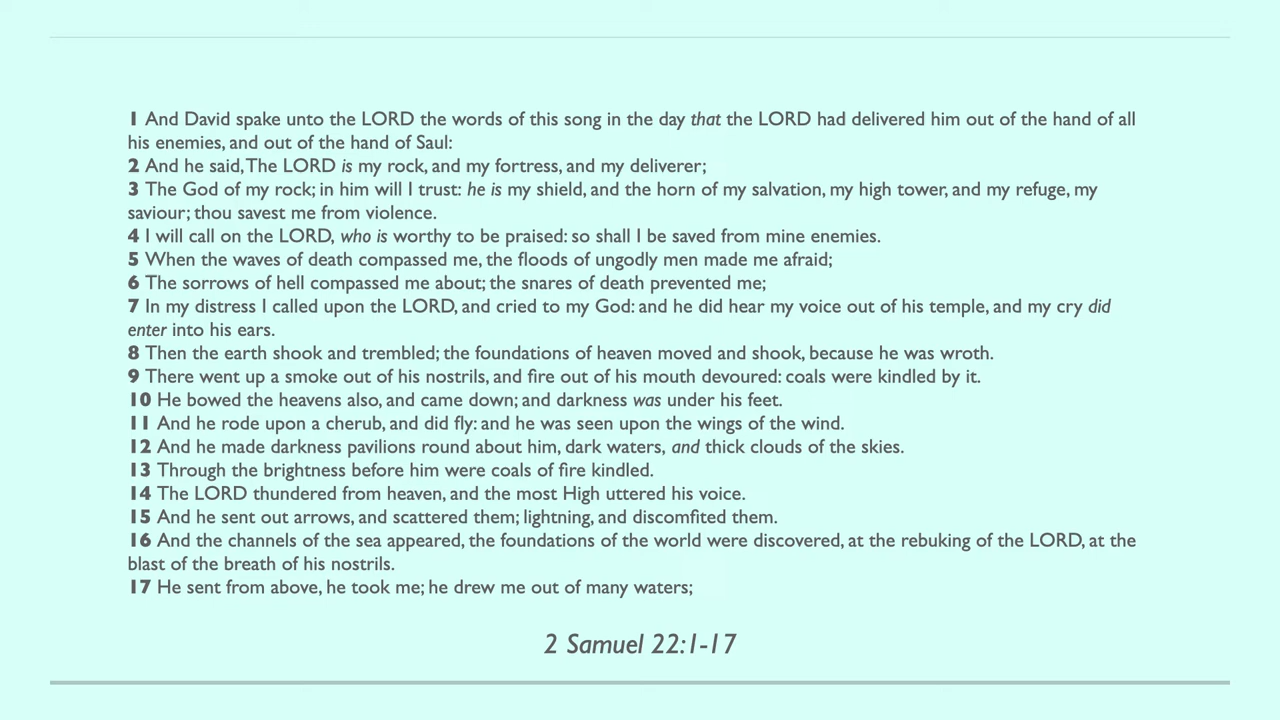 1 And David spake unto the LORD the words of this song in the day that the LORD had delivered him out of the hand of all
his enemies, and out of the hand of Saul:
2 And he said, The LORD is my rock, and my fortress, and my deliverer;
3 The God of my rock; in him will I trust: he is my shield, and the horn of my salvation, my high tower, and my refuge, my
saviour; thou savest me from violence.
4 I will call on the LORD, who is worthy to be praised: so shall I be saved from mine enemies.
5 When the waves of death compassed me, the floods of ungodly men made me afraid;
6 The sorrows of hell compassed me about; the snares of death prevented me;
7 In my distress I called upon the LORD, and cried to my God: and he did hear my voice out of his temple, and my cry did
enter into his ears.
8 Then the earth shook and trembled; the foundations of heaven moved and shook, because he was wroth.
9 There went up a smoke out of his nostrils, and fire out of his mouth devoured: coals were kindled by it.
10 He bowed the heavens also, and came down; and darkness was under his feet.
11 And he rode upon a cherub, and did fly: and he was seen upon the wings of the wind.
12 And he made darkness pavilions round about him, dark waters, and thick clouds of the skies.
13 Through the brightness before him were coals of fire kindled.
14 The LORD thundered from heaven, and the most High uttered his voice.
15 And he sent out arrows, and scattered them; lightning, and discomfited them.
16 And the channels of the sea appeared, the foundations of the world were discovered, at the rebuking of the LORD, at the
blast of the breath of his nostrils.
17 He sent from above, he took me; he drew me out of many waters;
2 Samuel 22:1-17